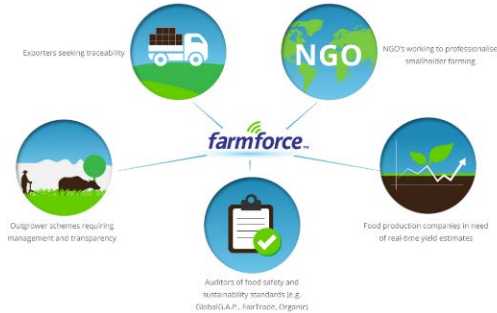 Exporters seeking traceability
NGO
NGO's working to professionalise
smallholder farming
farmforce™
Outgrower schemes requiring
management and transparency
Auditors of food safety and
sustainability standards (e.g.
GlobalG.A.P., FairTrade, Organic)
Food production companies in need
of real-time yield estimates